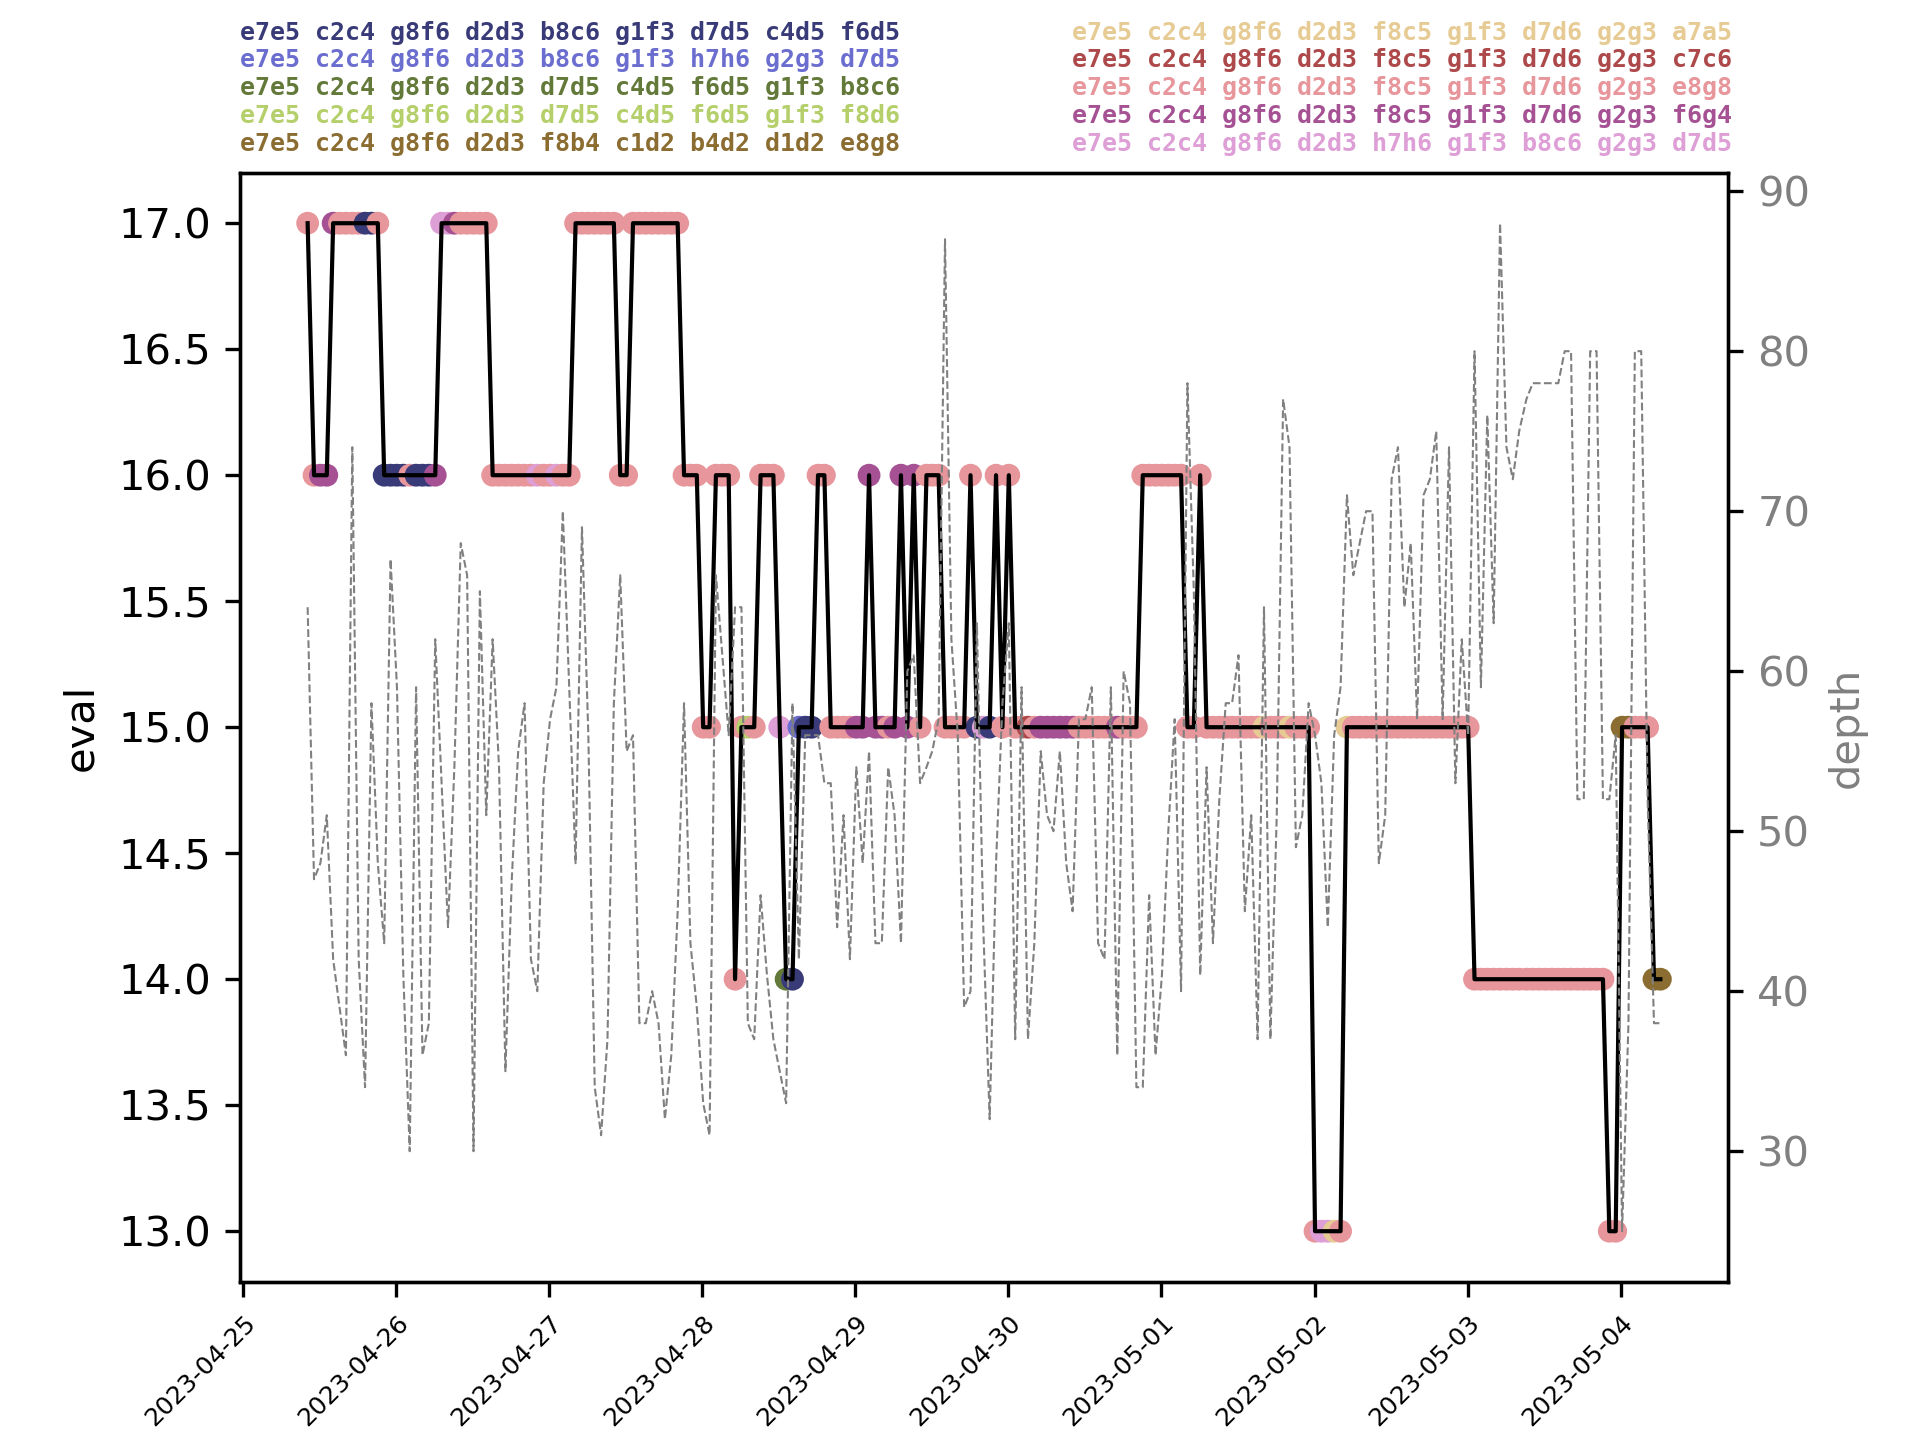 e7e5 c2c4 g8f6 d2d3 b8c6 g1f3 d7d5 c4d5 f6d5
e7e5 c2c4 g8f6 d2d3 b8c6 g1f3 h7h6 g2g3 d7d5
e7e5 c2c4 g8f6 d2d3 d7d5 c4d5 f6d5 g1f3 b8c6
e7e5 c2c4 g8f6 d2d3 d7d5 c4d5 f6d5 g1f3 f8d6
e7e5 c2c4 g8f6 d2d3 f8b4 c1d2 b4d2 d1d2 e8g8
e7e5 c2c4 g8f6 d2d3 f8c5 g1f3 d7d6 g2g3 a7a5
e7e5 c2c4 g8f6 d2d3 f8c5 g1f3 d7d6 g2g3 c7c6
e7e5 c2c4 g8f6 d2d3 f8c5 g1f3 d7d6 g2g3 e8g8
e7e5 c2c4 g8f6 d2d3 f8c5 g1f3 d7d6 g2g3 f6g4
e7e5 c2c4 g8f6 d2d3 h7h6 g1f3 b8c6 g2g3 d7d5
17.0
16.5
16.0
15.5
15.0
14.5
14.0
13.5
13.0
eval
90
80
70
60
50
40
30
depth
2023-04-25
2023-04-26
2023-04-27
2023-04-28
2023-04-29
2023-04-30
2023-05-01
2023-05-02
2023-05-03
2023-05-04